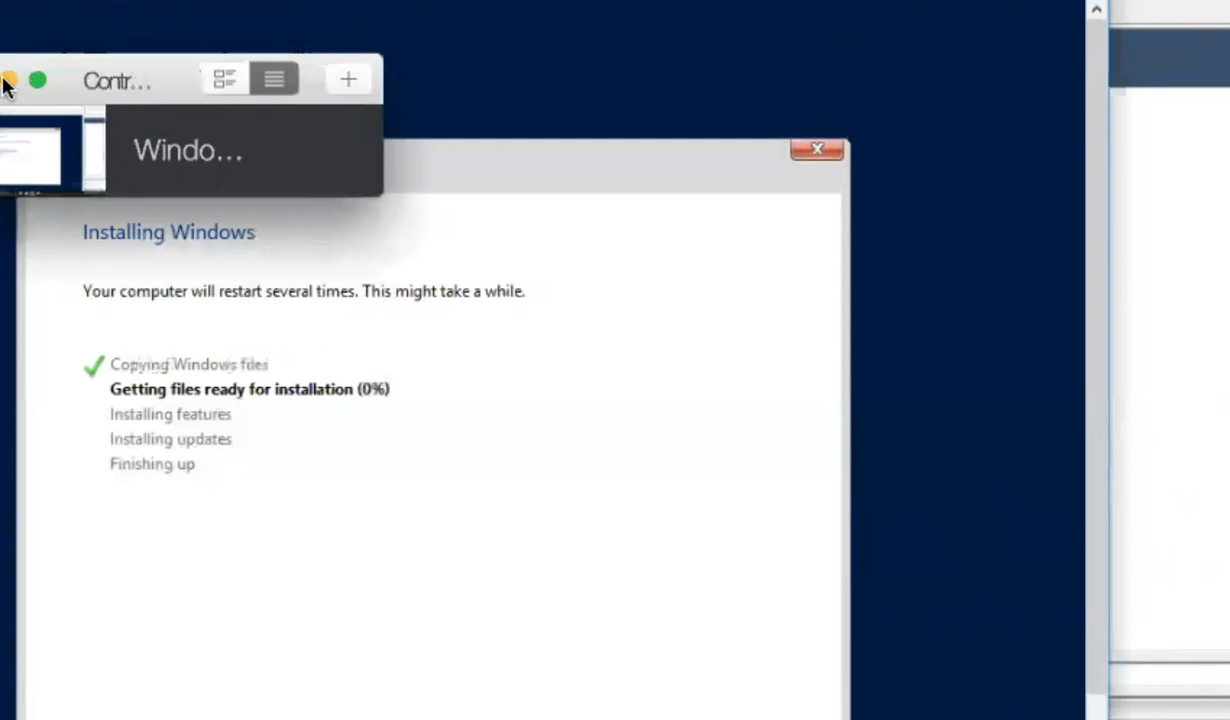 Contr...
Windo...
Installing Windows
Your computer will restart several times. This might take a while.
Copying Windows files
Getting files ready for installation (0%)
Installing features
Installing updates
Finishing up